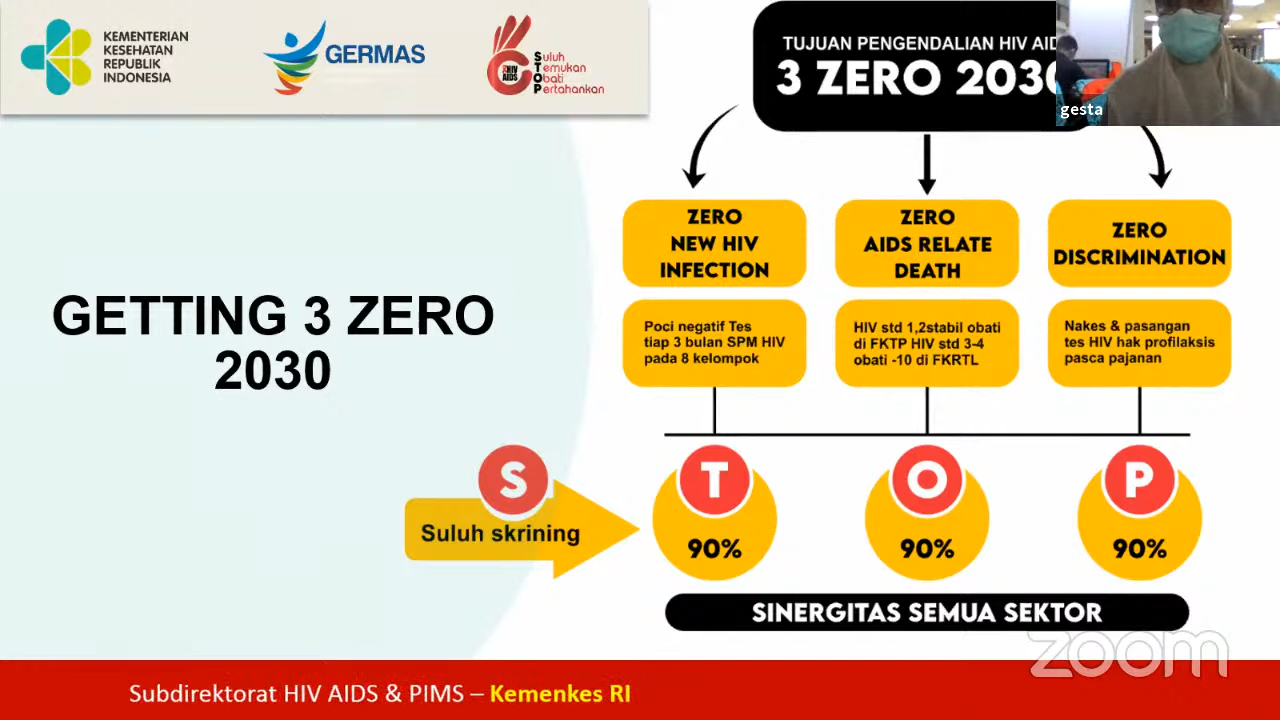 KEMENTERIAN
KESEHATAN
REPUBLIK
INDONESIA
GERMAS
HIV
AIDS
Suluh
Temukan
Obati
Pertahankan
TUJUAN PENGENDALIAN HIV
3 ZERO 2030
gesta
GETTING 3 ZERO
2030
ZERO
NEW HIV
INFECTION
ZERO
AIDS RELATE
DEATH
ZERO
DISCRIMINATION
Poci negatif Tes
tiap 3 bulan SPM HIV
pada 8 kelompok
HIV std 1,2stabil obati
di FKTP HIV std 3-4
obati -10 di FKRTL
Nakes & pasangan
tes HIV hak profilaksis
pasca pajanan
S
Suluh skrining
T
90%
O
90%
P
90%
SINERGITAS SEMUA SEKTOR
zoom
Subdirektorat HIV AIDS & PIMS – Kemenkes RI